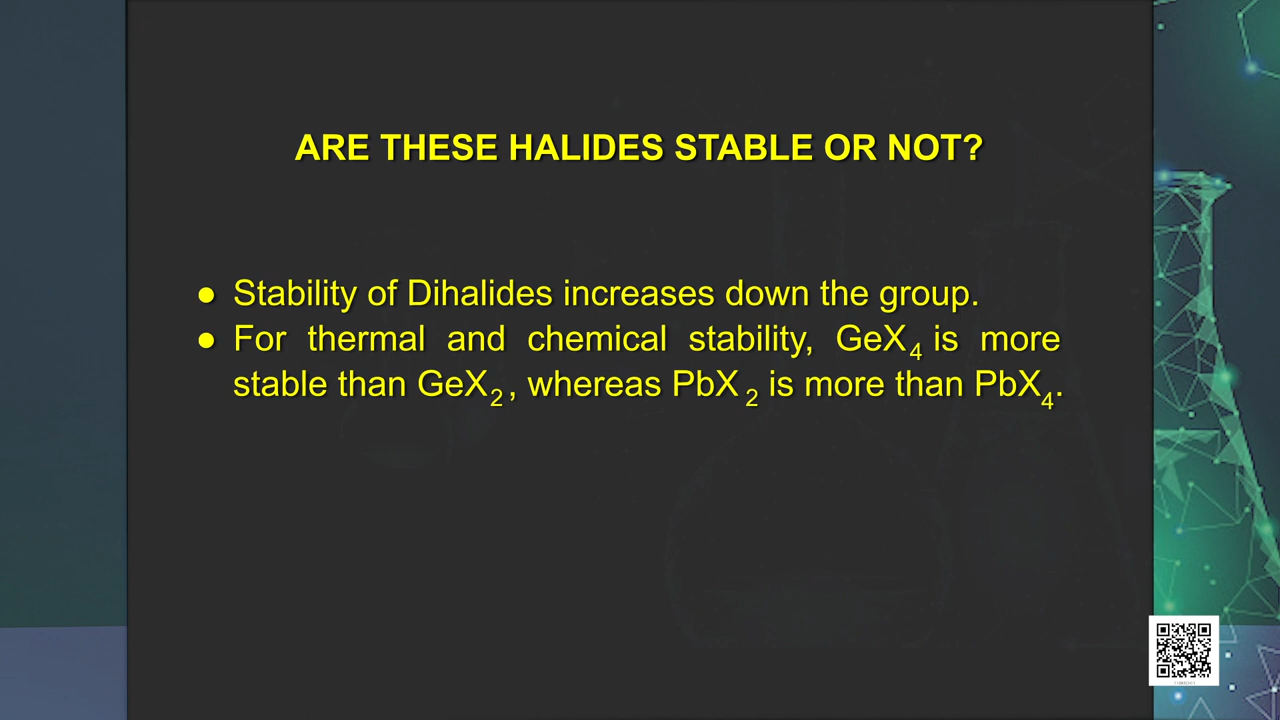 ARE THESE HALIDES STABLE OR NOT?
● Stability of Dihalides increases down the group.
● For thermal and chemical stability, GeX₄ is more
stable than GeX₂, whereas PbX₂ is more than PbX₄.